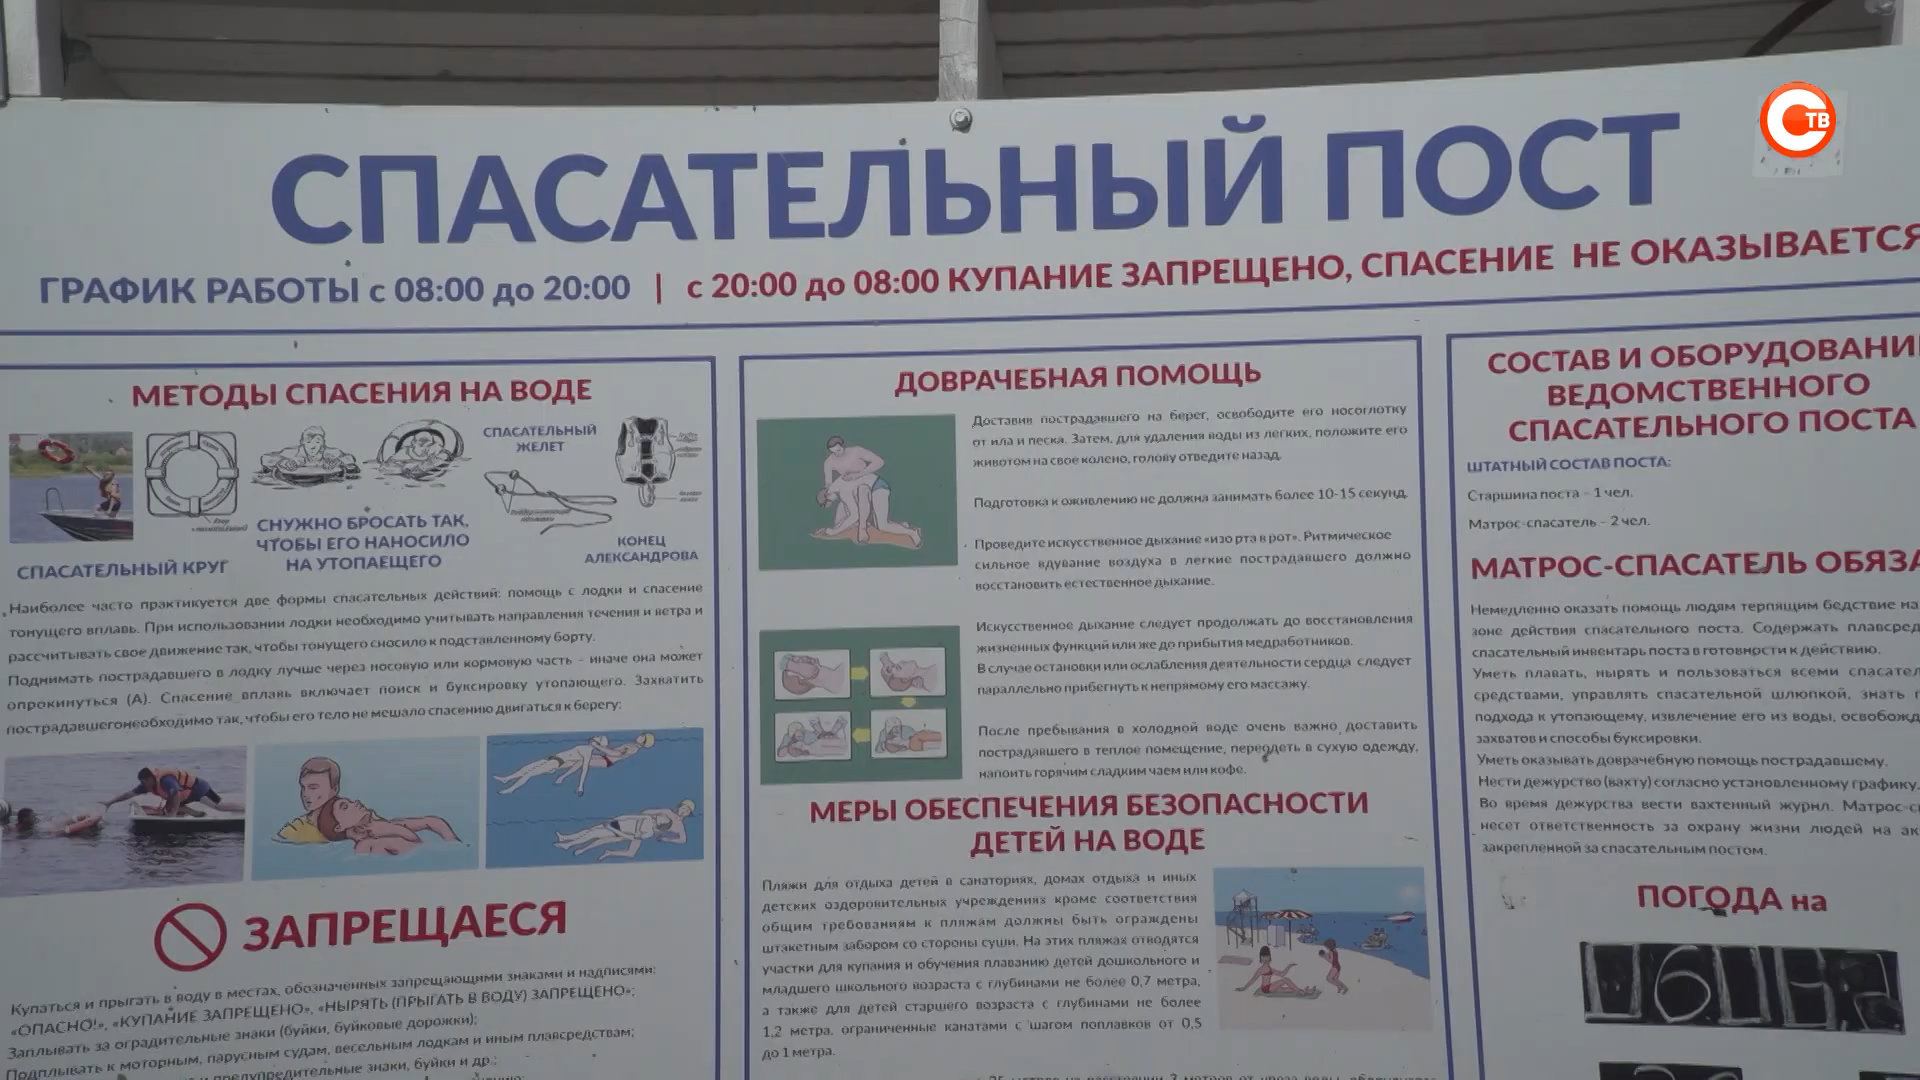 СТВ
СПАСАТЕЛЬНЫЙ ПОСТ
ГРАФИК РАБОТЫ с 08:00 до 20:00 | с 20:00 до 08:00 КУПАНИЕ ЗАПРЕЩЕНО, СПАСЕНИЕ НЕ ОКАЗЫВАЕТСЯ
МЕТОДЫ СПАСЕНИЯ НА ВОДЕ
СПАСАТЕЛЬНЫЙ
ЖЕЛЕТ
СНУЖНО БРОСАТЬ ТАК,
ЧТОБЫ ЕГО НАНОСИЛО
НА УТОПАЕЩЕГО
КОНЕЦ
АЛЕКСАНДРОВА
СПАСАТЕЛЬНЫЙ КРУГ
Наиболее часто практикуется две формы спасательных действий: помощь с лодки и спасение
тонущего вплавь. При использовании лодки необходимо учитывать направления течения и ветра и
рассчитывать свое движение так, чтобы тонущего сносило к подставленному борту.
Поднимать пострадавшего в лодку лучше через носовую или кормовую часть – иначе она может
опрокинуться (А). Спасение вплавь включает поиск и буксировку утопающего. Захватить
пострадавшегонеобходимо так, чтобы его тело не мешало спасению двигаться к берегу:
ЗАПРЕЩАЕСЯ
Купаться и прыгать в воду в местах, обозначенных запрещающими знаками и надписями:
«ОПАСНО!», «КУПАНИЕ ЗАПРЕЩЕНО», «НЫРЯТЬ (ПРЫГАТЬ В ВОДУ) ЗАПРЕЩЕНО»;
Заплывать за оградительные знаки (буйки, буйковые дорожки);
Подплывать к моторным, парусным судам, весельным лодкам и иным плавсредствам;
предупредительные знаки, буйки и др.;
ДОВРАЧЕБНАЯ ПОМОЩЬ
Доставив пострадавшего на берег, освободите его носоглотку
от ила и песка. Затем, для удаления воды из легких, положите его
животом на свое колено, голову отведите назад.
Подготовка к оживлению не должна занимать более 10-15 секунд.
Проведите искусственное дыхание «изо рта в рот». Ритмическое
сильное вдувание воздуха в легкие пострадавшего должно
восстановить естественное дыхание.
Искусственное дыхание следует продолжать до восстановления
жизненных функций или же до прибытия медработников.
В случае остановки или ослабления деятельности сердца следует
параллельно прибегнуть к непрямому его массажу.
После пребывания в холодной воде очень важно доставить
пострадавшего в теплое помещение, переодеть в сухую одежду,
напоить горячим сладким чаем или кофе.
МЕРЫ ОБЕСПЕЧЕНИЯ БЕЗОПАСНОСТИ
ДЕТЕЙ НА ВОДЕ
Пляжи для отдыха детей в санаториях, домах отдыха и иных
детских оздоровительных учреждениях кроме соответствия
общим требованиям к пляжам должны быть ограждены
штакетным забором со стороны суши. На этих пляжах отводятся
участки для купания и обучения плаванию детей дошкольного и
младшего школьного возраста с глубинами не более 0,7 метра,
а также для детей старшего возраста с глубинами не более
1,2 метра, ограниченные канатами с шагом поплавков от 0,5
до 1 метра.
СОСТАВ И ОБОРУДОВАНИ
ВЕДОМСТВЕННОГО
СПАСАТЕЛЬНОГО ПОСТА
ШТАТНЫЙ СОСТАВ ПОСТА:
Старшина поста – 1 чел.
Матрос-спасатель – 2 чел.
МАТРОС-СПАСАТЕЛЬ ОБЯЗА
Немедленно оказать помощь людям терпящим бедствие на
зоне действия спасательного поста. Содержать плавсред
спасательный инвентарь поста в готовности к действию.
Уметь плавать, нырять и пользоваться всеми спасател
средствами, управлять спасательной шлюпкой, знать п
подхода к утопающему, извлечение его из воды, освобожд
захватов и способы буксировки.
Уметь оказывать доврачебную помощь пострадавшему.
Нести дежурство (вахту) согласно установленному графику.
Во время дежурства вести вахтенный журнл. Матрос-с
несет ответственность за охрану жизни людей на ак
закрепленной за спасательным постом.
ПОГОДА на